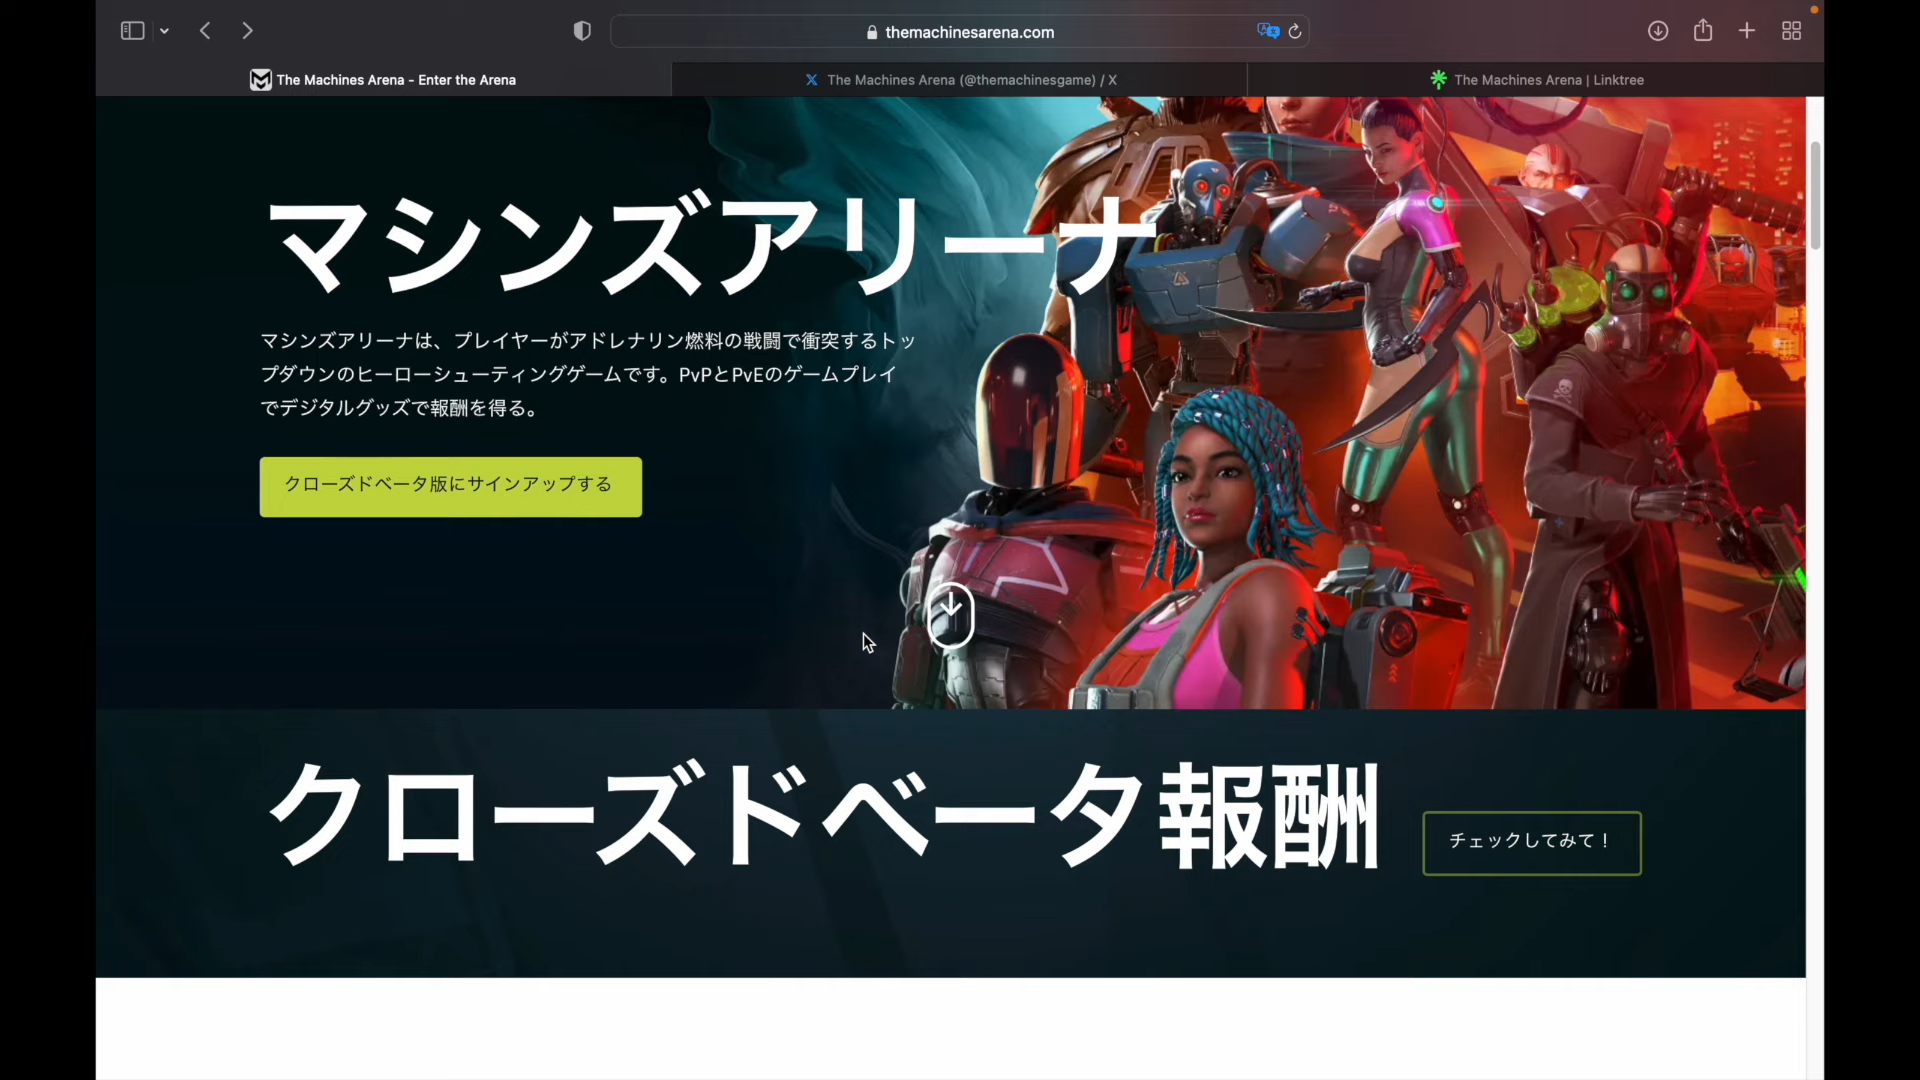 themachinesarena.com
The Machines Arena - Enter the Arena
The Machines Arena (@themachinesgame) / X
The Machines Arena | Linktree
マシンズアリーナ
マシンズアリーナは、プレイヤーがアドレナリン燃料の戦闘で衝突するトッ
プダウンのヒーローシューティングゲームです。PvPとPvEのゲームプレイ
でデジタルグッズで報酬を得る。
クローズドベータ版にサインアップする
クローズドベータ報酬
チェックしてみて！